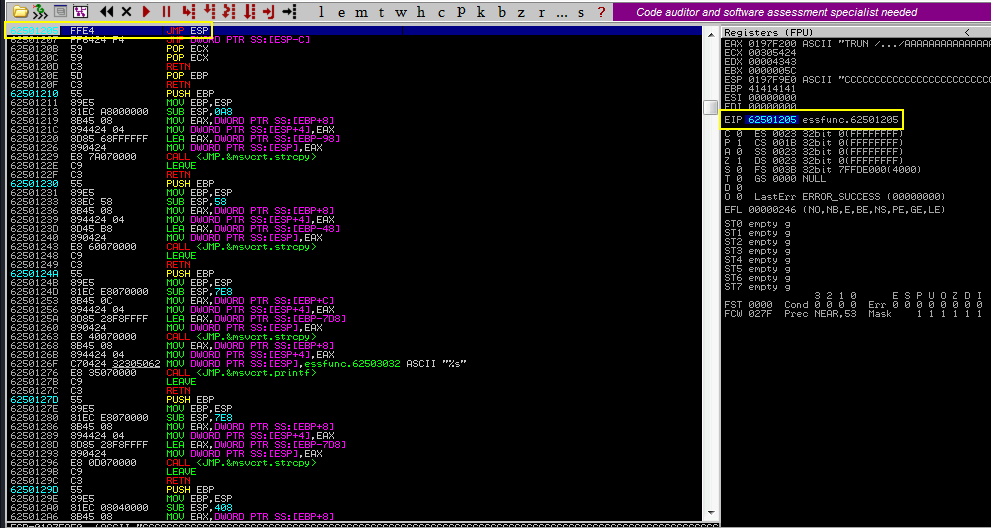 l e m t w h c P k b z r ... s ?
Code auditor and software assessment specialist needed
FFE4 JMP ESP
62501207 FF6424 F4 JMP DWORD PTR SS:[ESP-C]
6250120B 59 POP ECX
6250120C 58 POP ECX
6250120D C3 RETN
6250120E 5D POP EBP
6250120F C3 RETN
62501210 55 PUSH EBP
62501211 89E5 MOV EBP,ESP
62501213 81EC A8000000 SUB ESP,0A8
62501219 8B45 08 MOV EAX,DWORD PTR SS:[EBP+8]
6250121C 894424 04 MOV DWORD PTR SS:[ESP+4],EAX
62501220 8D85 68FFFFFF LEA EAX,DWORD PTR SS:[EBP-98]
62501226 890424 MOV DWORD PTR SS:[ESP],EAX
62501229 E8 7A070000 CALL <JMP.&msvcrt.strcpy>
6250122E C9 LEAVE
6250122F C3 RETN
62501230 55 PUSH EBP
62501231 89E5 MOV EBP,ESP
62501233 83EC 58 SUB ESP,58
62501236 8B45 08 MOV EAX,DWORD PTR SS:[EBP+8]
62501239 894424 04 MOV DWORD PTR SS:[ESP+4],EAX
6250123D 8D45 B8 LEA EAX,DWORD PTR SS:[EBP-48]
62501240 890424 MOV DWORD PTR SS:[ESP],EAX
62501243 E8 60070000 CALL <JMP.&msvcrt.strcpy>
62501248 C9 LEAVE
62501249 C3 RETN
6250124A 55 PUSH EBP
6250124B 89E5 MOV EBP,ESP
6250124D 81EC E8070000 SUB ESP,7E8
62501253 8B45 0C MOV EAX,DWORD PTR SS:[EBP+C]
62501256 894424 04 MOV DWORD PTR SS:[ESP+4],EAX
6250125A 8D85 28F8FFFF LEA EAX,DWORD PTR SS:[EBP-7D8]
62501260 890424 MOV DWORD PTR SS:[ESP],EAX
62501263 E8 40070000 CALL <JMP.&msvcrt.strcpy>
62501268 8B45 08 MOV EAX,DWORD PTR SS:[EBP+8]
6250126B 894424 04 MOV DWORD PTR SS:[ESP+4],EAX
6250126F C70424 32305062 MOV DWORD PTR SS:[ESP],essfunc.62503032 ASCII "%s"
62501276 E8 35070000 CALL <JMP.&msvcrt.printf>
6250127B C9 LEAVE
6250127C C3 RETN
6250127D 55 PUSH EBP
6250127E 89E5 MOV EBP,ESP
62501280 81EC E8070000 SUB ESP,7E8
62501286 8B45 08 MOV EAX,DWORD PTR SS:[EBP+8]
62501289 894424 04 MOV DWORD PTR SS:[ESP+4],EAX
6250128D 8D85 28F8FFFF LEA EAX,DWORD PTR SS:[EBP-7D8]
62501293 890424 MOV DWORD PTR SS:[ESP],EAX
62501296 E8 0D070000 CALL <JMP.&msvcrt.strcpy>
6250129B C9 LEAVE
6250129C C3 RETN
6250129D 55 PUSH EBP
6250129E 89E5 MOV EBP,ESP
625012A0 81EC 08040000 SUB ESP,408
625012A6 8B45 08 MOV EAX,DWORD PTR SS:[EBP+8]
Registers (FPU) <
EAX 0197F200 ASCII "TRUN /.../AAAAAAAAAAAAAAA
ECX 00305424
EDX 00004343
EBX 0000005C
ESP 0197F9E0 ASCII "CCCCCCCCCCCCCCCCCCCCCCCC
EBP 41414141
ESI 00000000
EDI 00000000
EIP 62501205 essfunc.62501205
C 0 ES 0023 32bit 0(FFFFFFFF)
P 1 CS 001B 32bit 0(FFFFFFFF)
A 0 SS 0023 32bit 0(FFFFFFFF)
Z 1 DS 0023 32bit 0(FFFFFFFF)
S 0 FS 003B 32bit 7FFDE000(4000)
T 0 GS 0000 NULL
D 0
O 0 LastErr ERROR_SUCCESS (00000000)
EFL 00000246 (NO,NB,E,BE,NS,PE,GE,LE)
ST0 empty g
ST1 empty g
ST2 empty g
ST3 empty g
ST4 empty g
ST5 empty g
ST6 empty g
ST7 empty g
3 2 1 0 E S P U O Z D I
FST 0000 Cond 0 0 0 0 Err 0 0 0 0 0 0 0 0
FCW 027F Prec NEAR,53 Mask 1 1 1 1 1 1